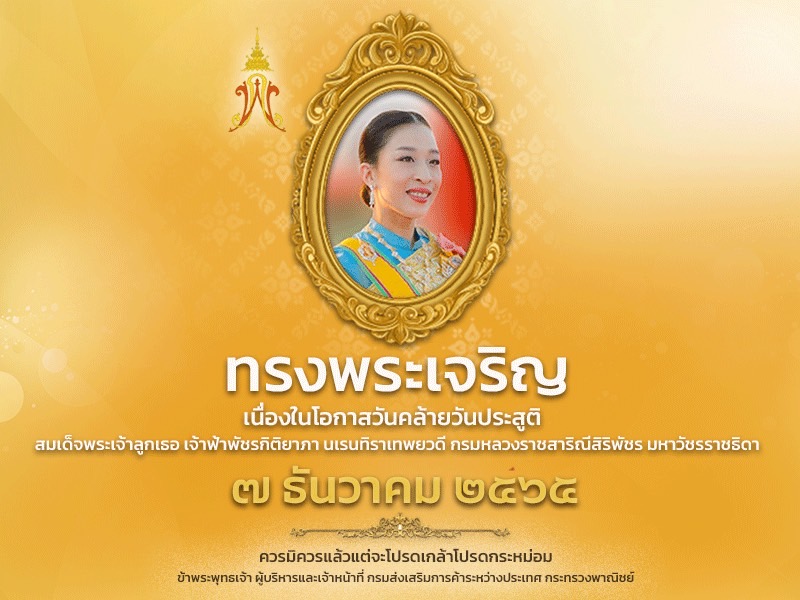 ทรงพระเจริญ
เนื่องในโอกาสวันคล้ายวันประสูติ
สมเด็จพระเจ้าลูกเธอ เจ้าฟ้าพัชรกิติยาภา นเรนทิราเทพยวดี กรมหลวงราชสาริณีสิริพัชร มหาวัชรราชธิดา
๗ ธันวาคม ๒๕๖๕
ควรมิควรแล้วแต่จะโปรดเกล้าโปรดกระหม่อม
ข้าพระพุทธเจ้า ผู้บริหารและเจ้าหน้าที่ กรมส่งเสริมการค้าระหว่างประเทศ กระทรวงพาณิชย์